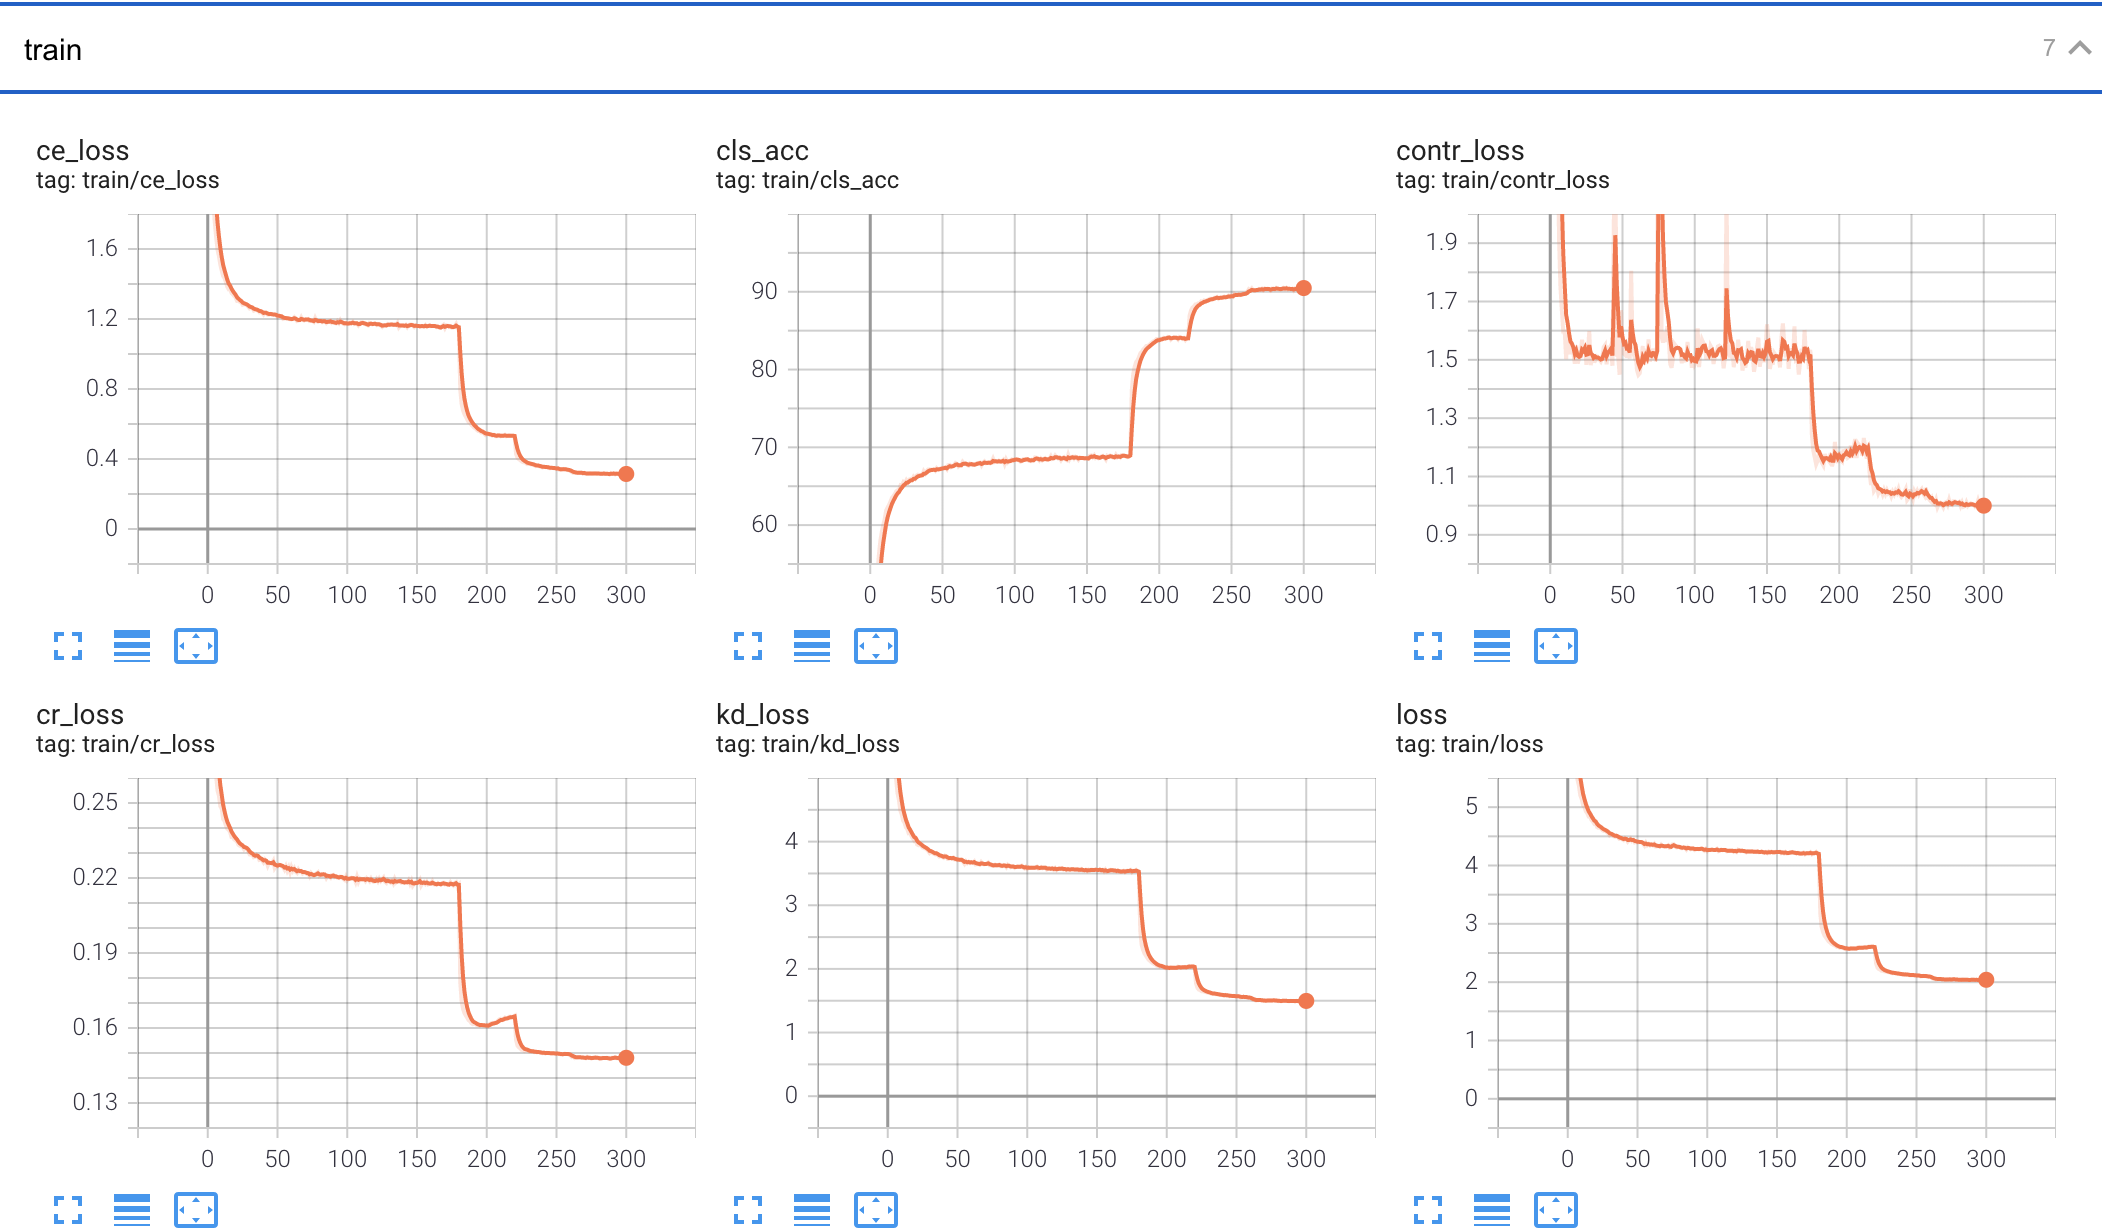 train
7
ce_loss
tag: train/ce_loss
1.6
1.2
0.8
0.4
0
0 50 100 150 200 250 300
cls_acc
tag: train/cls_acc
90
80
70
60
0 50 100 150 200 250 300
contr_loss
tag: train/contr_loss
1.9
1.7
1.5
1.3
1.1
0.9
0 50 100 150 200 250 300
cr_loss
tag: train/cr_loss
0.25
0.22
0.19
0.16
0.13
0 50 100 150 200 250 300
kd_loss
tag: train/kd_loss
4
3
2
1
0
0 50 100 150 200 250 300
loss
tag: train/loss
5
4
3
2
1
0
0 50 100 150 200 250 300